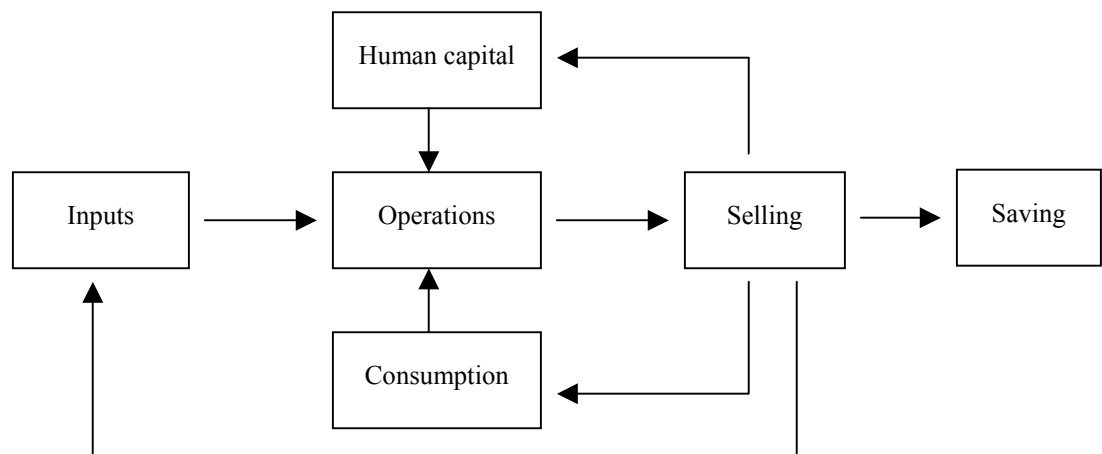 Human capital
Inputs
Operations
Selling
Saving
Consumption